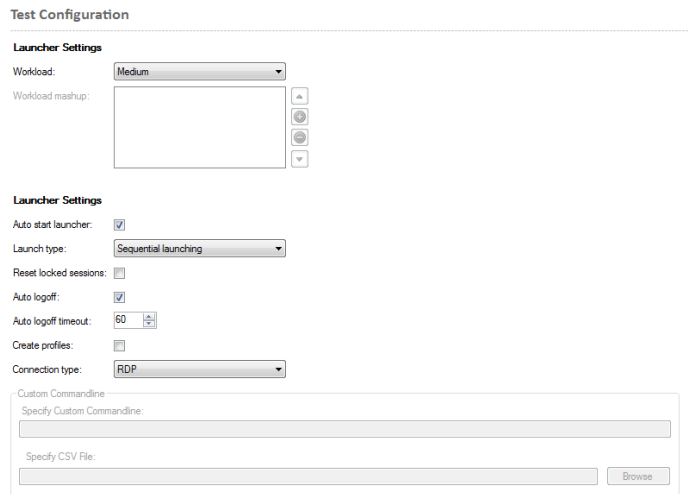 Test Configuration
Launcher Settings
Workload: Medium
Workload mashup:
Launcher Settings
Auto start launcher:
Launch type: Sequential launching
Reset locked sessions:
Auto logoff:
Auto logoff timeout: 60
Create profiles:
Connection type: RDP
Custom Commandline
Specify Custom Commandline:
Specify CSV File:
Browse